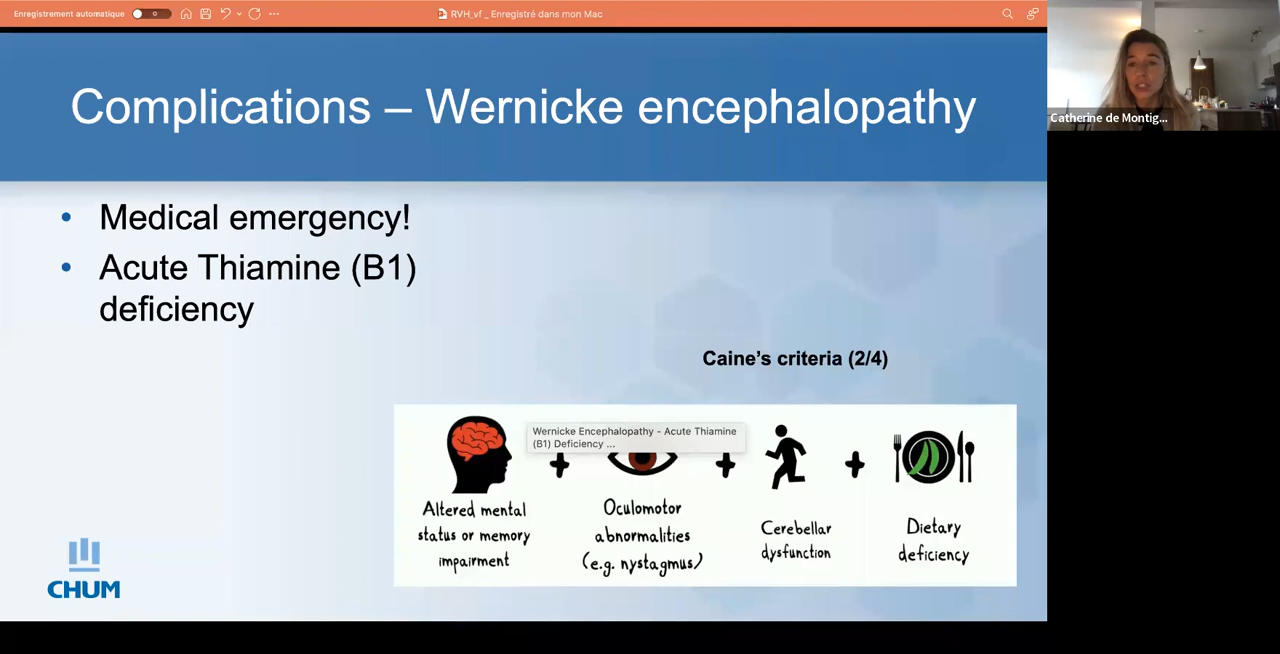 Enregistrement automatique
RVH_vf _ Enregistré dans mon Mac
Complications – Wernicke encephalopathy
Catherine de Montig...
• Medical emergency!
• Acute Thiamine (B1)
deficiency
Caine's criteria (2/4)
Wernicke Encephalopathy - Acute Thiamine
(B1) Deficiency ...
+ + +
Altered mental
status or memory
impairment
Oculomotor
abnormalities
(e.g. nystagmus)
Cerebellar
dysfunction
Dietary
deficiency
CHUM